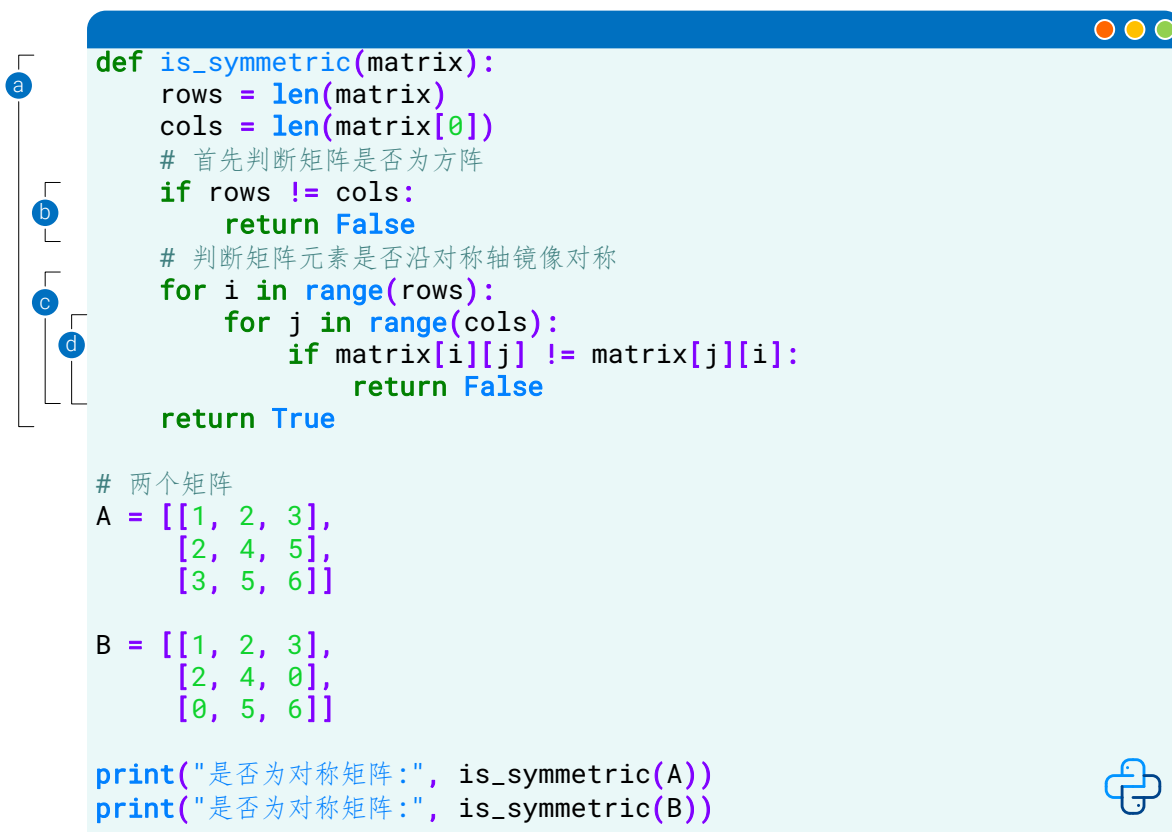 a
def is_symmetric(matrix):
    rows = len(matrix)
    cols = len(matrix[0])
    # 首先判断矩阵是否为方阵
b
    if rows != cols:
        return False
    # 判断矩阵元素是否沿对称轴镜像对称
c
    for i in range(rows):
d
        for j in range(cols):
            if matrix[i][j] != matrix[j][i]:
                return False
    return True
# 两个矩阵
A = [[1, 2, 3],
     [2, 4, 5],
     [3, 5, 6]]
B = [[1, 2, 3],
     [2, 4, 0],
     [0, 5, 6]]
print("是否为对称矩阵:", is_symmetric(A))
print("是否为对称矩阵:", is_symmetric(B))